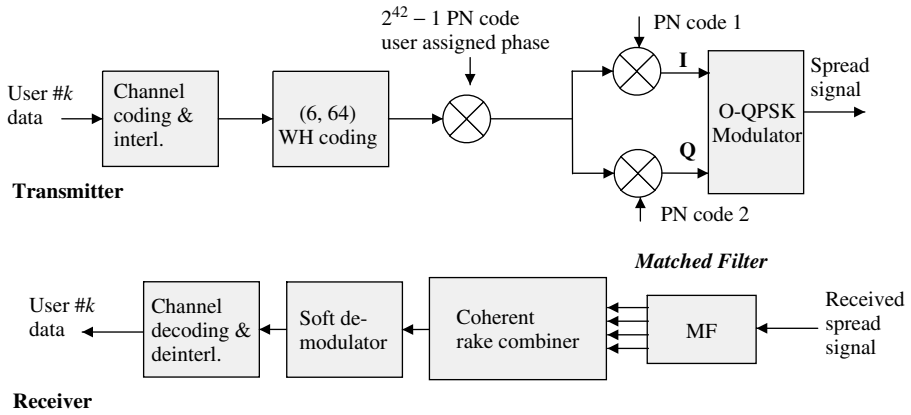 2⁴² − 1 PN code
user assigned phase
PN code 1
I
User #k
data
Channel
coding &
interl.
(6, 64)
WH coding
O-QPSK
Modulator
Spread
signal
Q
Transmitter
PN code 2
Matched Filter
User #k
data
Channel
decoding &
deinterl.
Soft de-
modulator
Coherent
rake combiner
MF
Received
spread
signal
Receiver